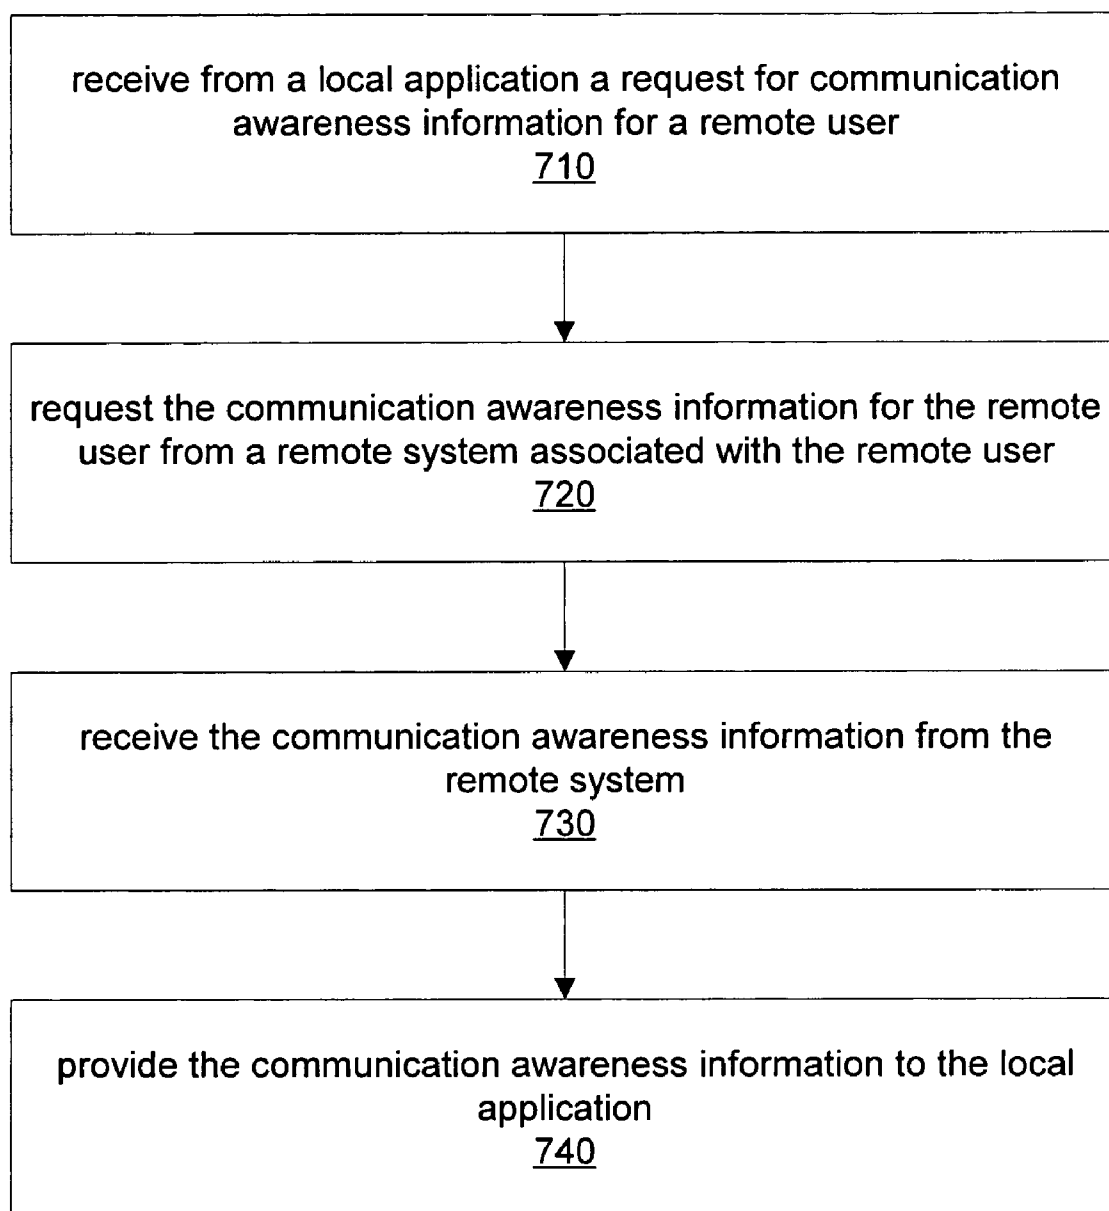 receive from a local application a request for communication
awareness information for a remote user
710
request the communication awareness information for the remote
user from a remote system associated with the remote user
720
receive the communication awareness information from the
remote system
730
provide the communication awareness information to the local
application
740